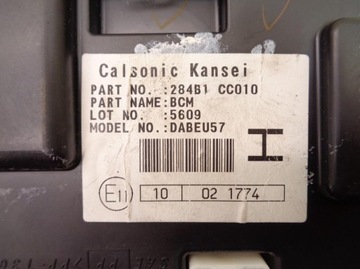 Calsonic Kansei
PART NO. :284B1 CC010
PART NAME:BCM
LOT NO. :5609
MODEL NO.:DABEU57
H
E11 10 02 1774